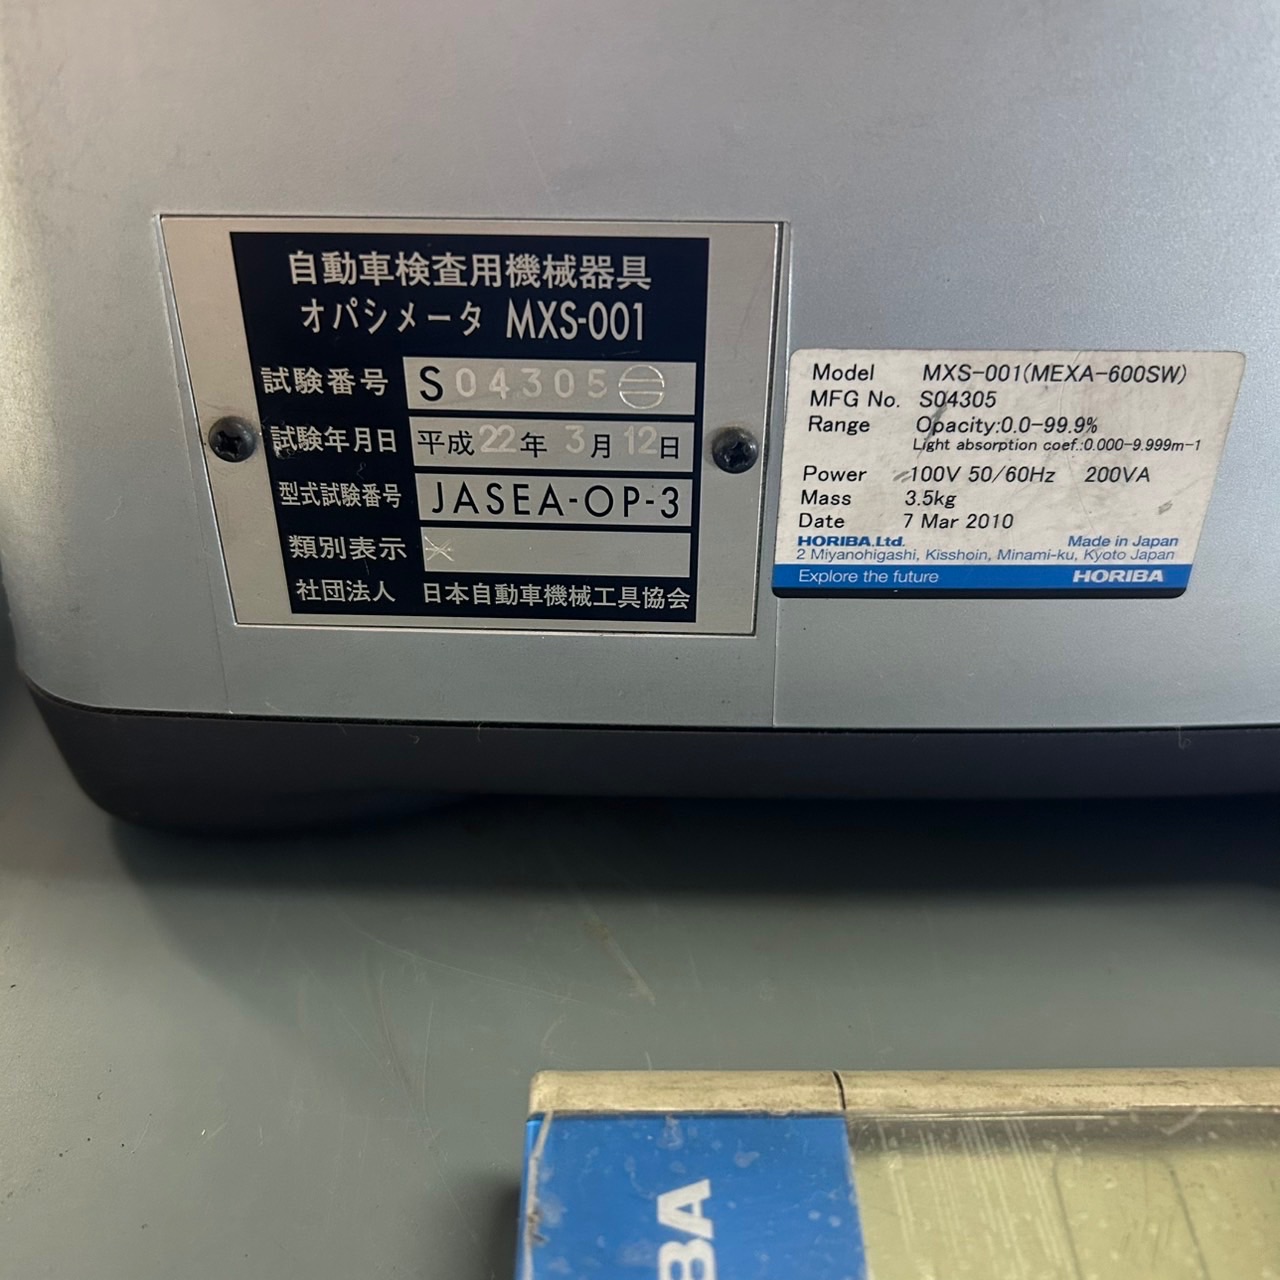 自動車検査用機械器具
オパシメータ MXS-001
試験番号 S04305
試験年月日 平成22年 3月12日
型式試験番号 JASEA-OP-3
類別表示
社団法人 日本自動車機械工具協会
Model MXS-001(MEXA-600SW)
MFG No. S04305
Range Opacity:0.0-99.9%
Light absorption coef.:0.000-9.999m-1
Power 100V 50/60Hz 200VA
Mass 3.5kg
Date 7 Mar 2010
HORIBA,Ltd. Made in Japan
2 Miyanohigashi, Kisshoin, Minami-ku, Kyoto Japan
Explore the future HORIBA
BA